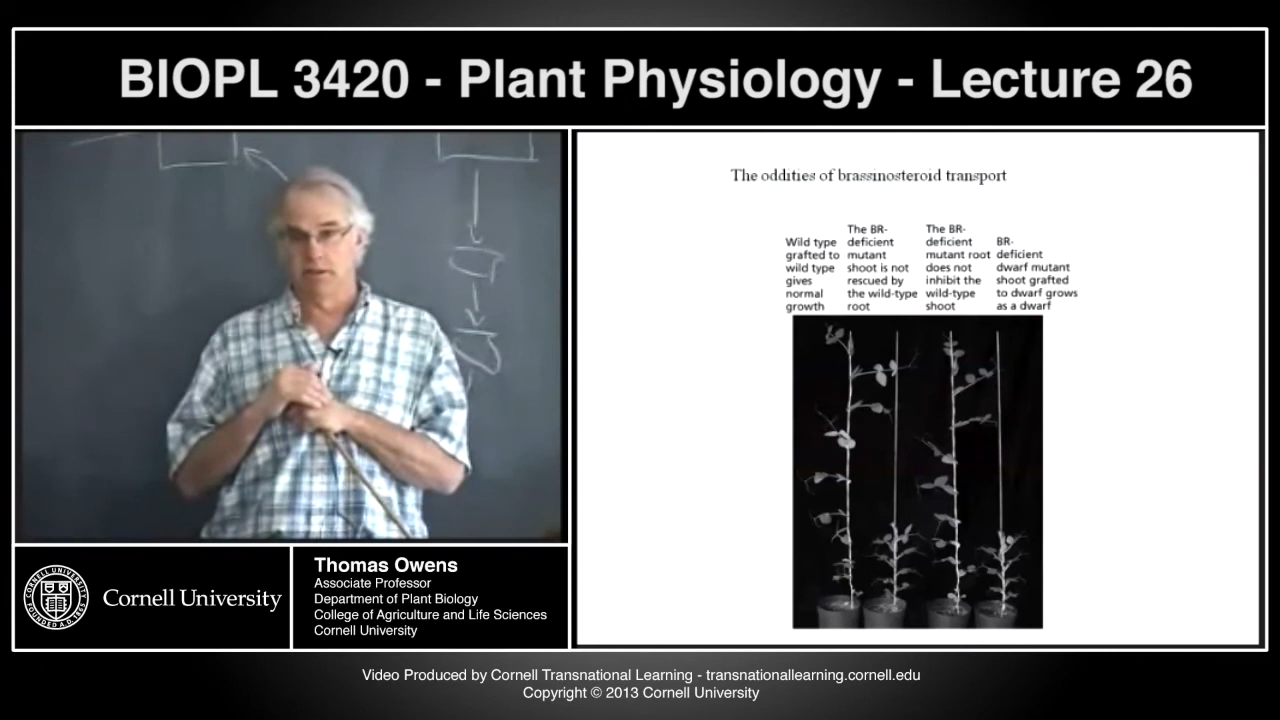 BIOPL 3420 - Plant Physiology - Lecture 26
The oddities of brassinosteroid transport
Wild type
grafted to
wild type
gives
normal
growth
The BR-
deficient
mutant
shoot is not
rescued by
the wild-type
root
The BR-
deficient
mutant root
does not
inhibit the
wild-type
shoot
BR-
deficient
dwarf mutant
shoot grafted
to dwarf grows
as a dwarf
Cornell University
Thomas Owens
Associate Professor
Department of Plant Biology
College of Agriculture and Life Sciences
Cornell University
Video Produced by Cornell Transnational Learning - transnationallearning.cornell.edu
Copyright © 2013 Cornell University